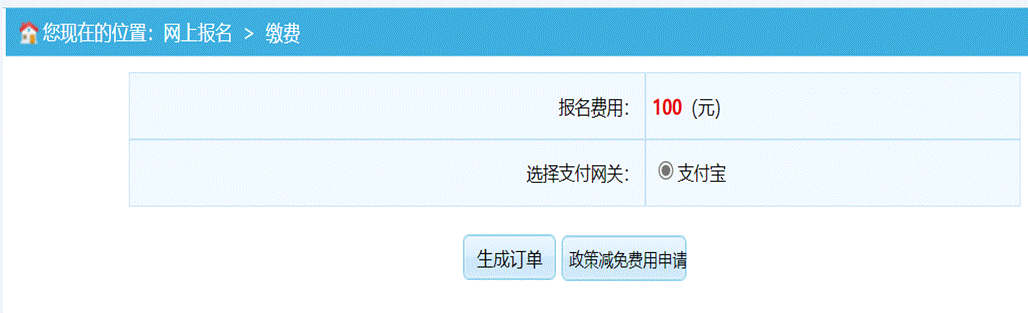 您现在的位置：网上报名 > 缴费
报名费用： 100 (元)
选择支付网关： 支付宝
生成订单 政策减免费用申请